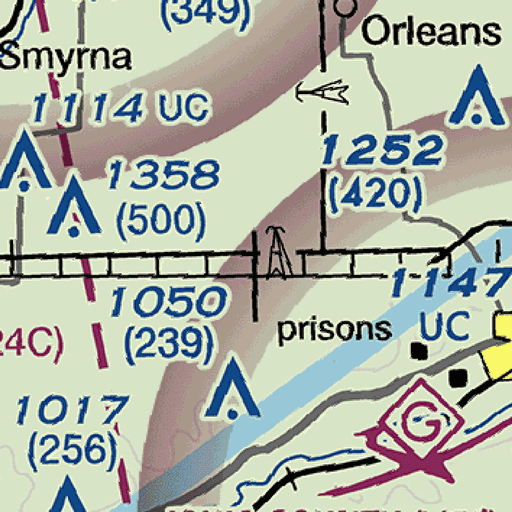 (349)
Orleans
Smyrna
1114 UC
1252
(420)
1358
(500)
1147
UC
1050
(239)
prisons
24C)
1017
(256)
G